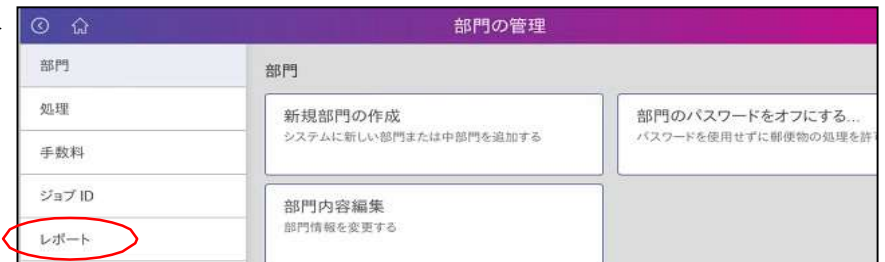 部門の管理
部門
処理
手数料
ジョブ ID
レポート
部門
新規部門の作成
システムに新しい部門または中部門を追加する
部門のパスワードをオフにする...
パスワードを使用せずに郵便物の処理を許
部門内容編集
部門情報を変更する